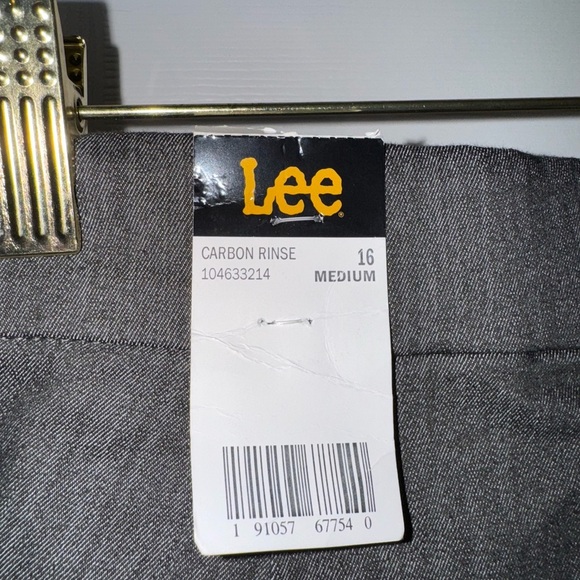 Lee®
CARBON RINSE 16
104633214 MEDIUM
1 91057 67754 0